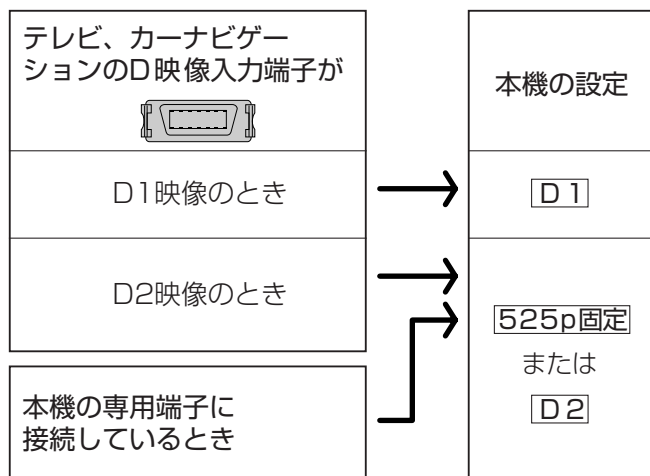 テレビ、カーナビゲー
ションのD映像入力端子が
本機の設定
D1映像のとき
D1
D2映像のとき
525p固定
または
D2
本機の専用端子に
接続しているとき